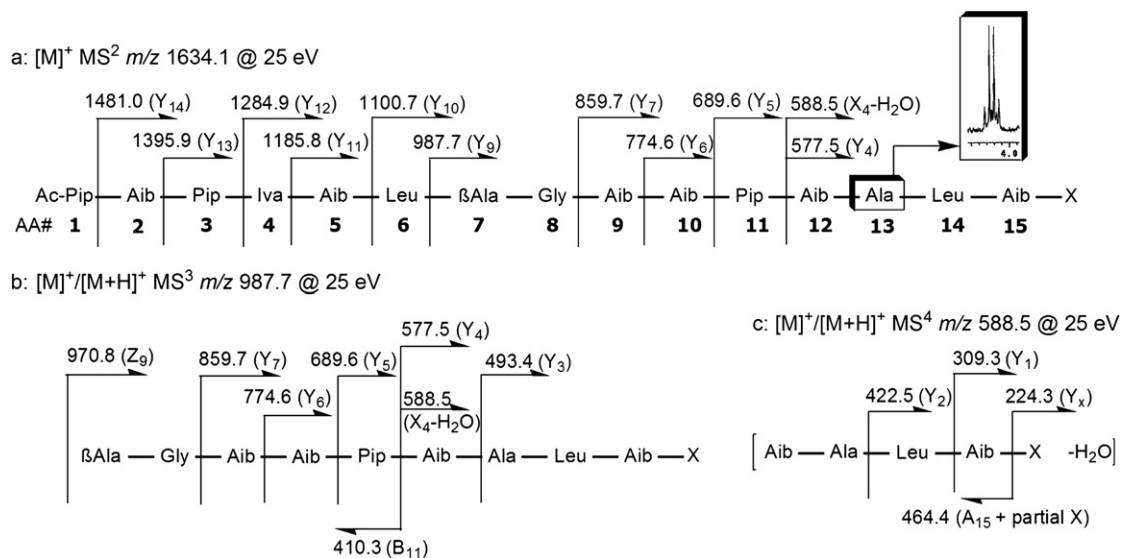 a: [M]⁺ MS² m/z 1634.1 @ 25 eV
1481.0 (Y₁₄) 1284.9 (Y₁₂) 1100.7 (Y₁₀) 859.7 (Y₇) 689.6 (Y₅) 588.5 (X₄-H₂O)
1395.9 (Y₁₃) 1185.8 (Y₁₁) 987.7 (Y₉) 774.6 (Y₆) 577.5 (Y₄) 4.0
Ac-Pip Aib Pip Iva Aib Leu ßAla Gly Aib Aib Pip Aib Ala Leu Aib X
AA# 1 2 3 4 5 6 7 8 9 10 11 12 13 14 15
b: [M]⁺/[M+H]⁺ MS³ m/z 987.7 @ 25 eV
577.5 (Y₄)
970.8 (Z₉) 859.7 (Y₇) 689.6 (Y₅) 493.4 (Y₃)
774.6 (Y₆) 588.5
(X₄-H₂O)
ßAla Gly Aib Aib Pip Aib Ala Leu Aib X
410.3 (B₁₁)
c: [M]⁺/[M+H]⁺ MS⁴ m/z 588.5 @ 25 eV
309.3 (Y₁)
422.5 (Y₂) 224.3 (Yₓ)
[ Aib Ala Leu Aib X -H₂O]
464.4 (A₁₅ + partial X)